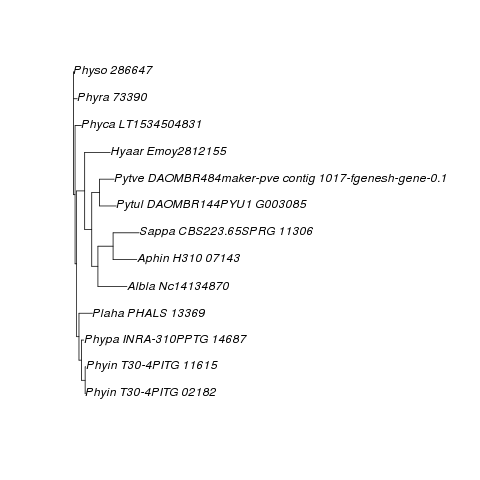 Physo 286647
Phyra 73390
Phyca LT1534504831
Hyaar Emoy2812155
Pytve DAOMBR484maker-pve contig 1017-fgenesh-gene-0.1
Pytul DAOMBR144PYU1 G003085
Sappa CBS223.65SPRG 11306
Aphin H310 07143
Albla Nc14134870
Plaha PHALS 13369
Phypa INRA-310PPTG 14687
Phyin T30-4PITG 11615
Phyin T30-4PITG 02182